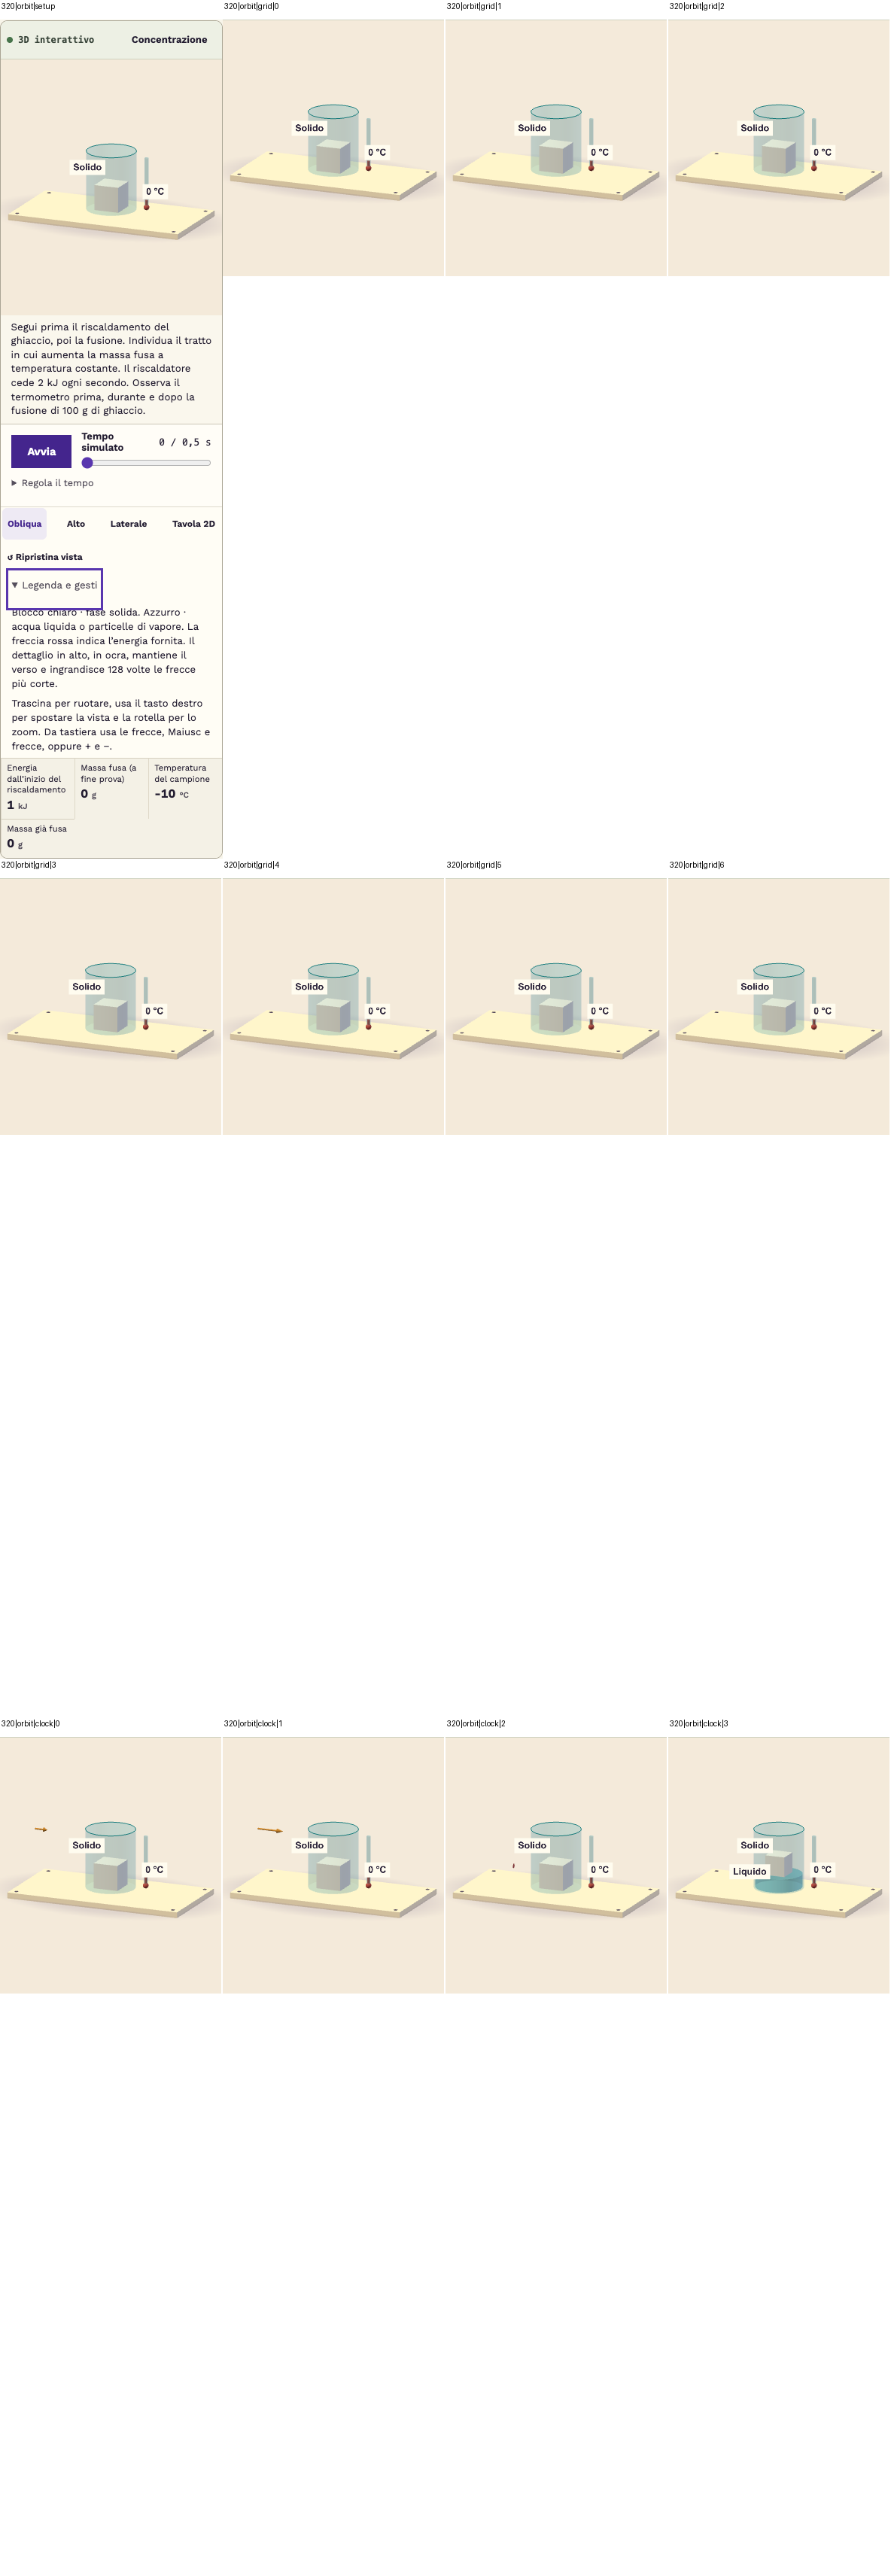 320|orbit|setup
320|orbit|grid|0
320|orbit|grid|1
320|orbit|grid|2
3D interattivo
Concentrazione
Solido
0 °C
Solido
0 °C
Solido
0 °C
Solido
0 °C
Segui prima il riscaldamento del
ghiaccio, poi la fusione. Individua il tratto
in cui aumenta la massa fusa a
temperatura costante. Il riscaldatore
cede 2 kJ ogni secondo. Osserva il
termometro prima, durante e dopo la
fusione di 100 g di ghiaccio.
Avvia
Tempo
simulato
0 / 0,5 s
▶ Regola il tempo
Obliqua
Alto
Laterale
Tavola 2D
↺ Ripristina vista
▼ Legenda e gesti
Blocco chiaro · fase solida. Azzurro ·
acqua liquida o particelle di vapore. La
freccia rossa indica l’energia fornita. Il
dettaglio in alto, in ocra, mantiene il
verso e ingrandisce 128 volte le frecce
più corte.
Trascina per ruotare, usa il tasto destro
per spostare la vista e la rotella per lo
zoom. Da tastiera usa le frecce, Maiusc e
frecce, oppure + e −.
Energia
dall’inizio del
riscaldamento
1 kJ
Massa fusa (a
fine prova)
0 g
Temperatura
del campione
-10 °C
Massa già fusa
0 g
320|orbit|grid|3
320|orbit|grid|4
320|orbit|grid|5
320|orbit|grid|6
Solido
0 °C
Solido
0 °C
Solido
0 °C
Solido
0 °C
320|orbit|clock|0
320|orbit|clock|1
320|orbit|clock|2
320|orbit|clock|3
Solido
0 °C
Solido
0 °C
Solido
0 °C
Solido
Liquido
0 °C